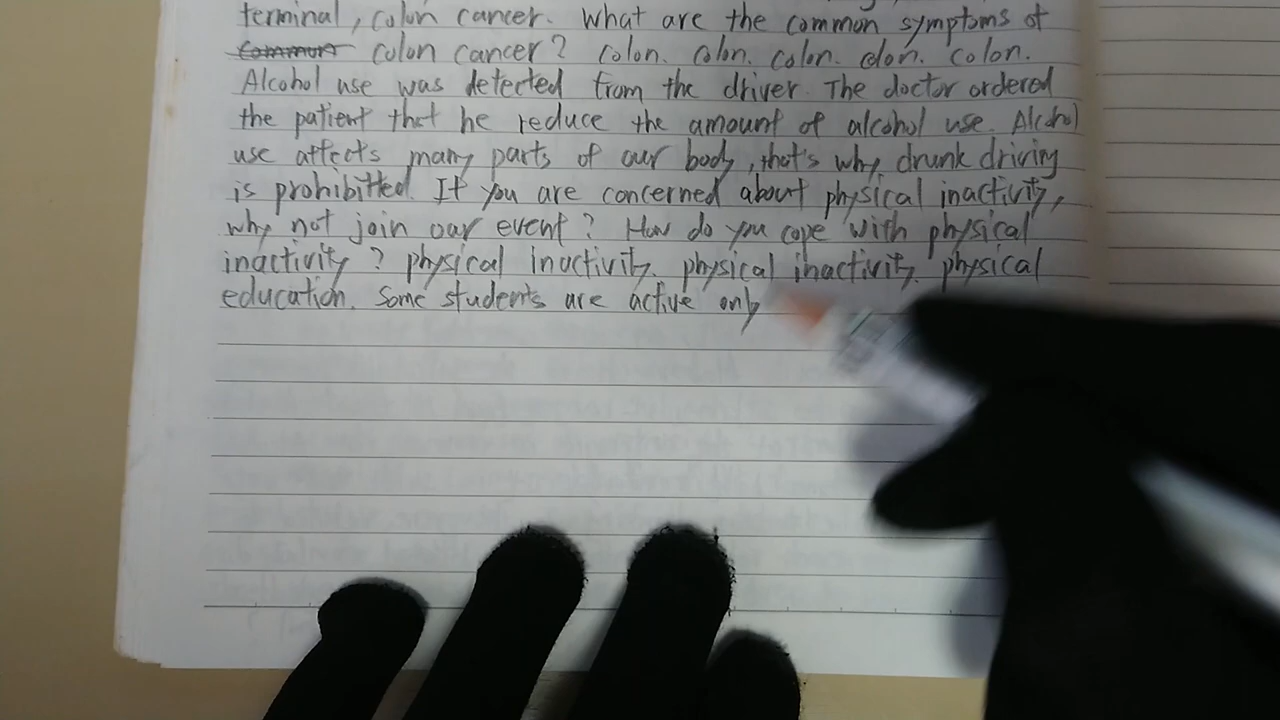 terminal, colon cancer. What are the common symptoms of
common colon cancer? colon. colon. colon. colon. colon.
Alcohol use was detected from the driver. The doctor ordered
the patient that he reduce the amount of alcohol use. Alcohol
use affects many parts of our body, that's why drunk driving
is prohibitted. If you are concerned about physical inactivity,
why not join our event? How do you cope with physical
inactivity? physical inactivity. physical inactivity. physical
education. Some students are active only